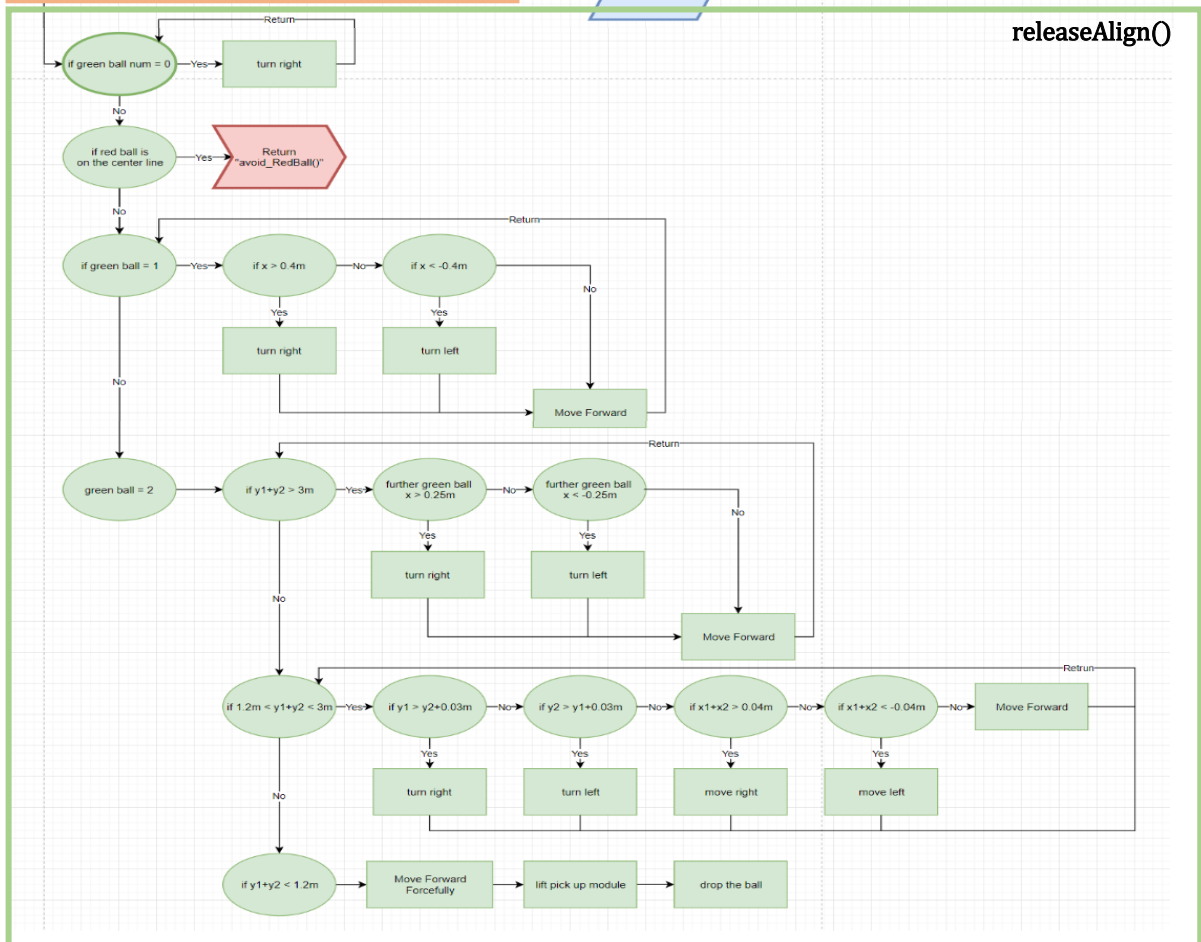 releaseAlign()
Return
if green ball num = 0
Yes
turn right
No
if red ball is
on the center line
Yes
Return
"avoid_RedBall()"
No
Return
if green ball = 1
Yes
if x > 0.4m
No
if x < -0.4m
No
Yes
Yes
turn right
turn left
No
Move Forward
Return
green ball = 2
if y1+y2 > 3m
Yes
further green ball
x > 0.25m
No
further green ball
x < -0.25m
No
Yes
Yes
turn right
turn left
No
Move Forward
Retrun
if 1.2m < y1+y2 < 3m
Yes
if y1 > y2+0.03m
No
if y2 > y1+0.03m
No
if x1+x2 > 0.04m
No
if x1+x2 < -0.04m
No
Move Forward
Yes
Yes
Yes
Yes
turn right
turn left
move right
move left
No
if y1+y2 < 1.2m
Move Forward
Forcefully
lift pick up module
drop the ball